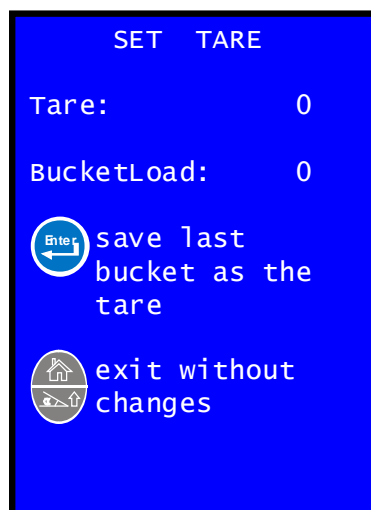 SET TARE
Tare: 0
BucketLoad: 0
Enter
save last
bucket as the
tare
exit without
changes